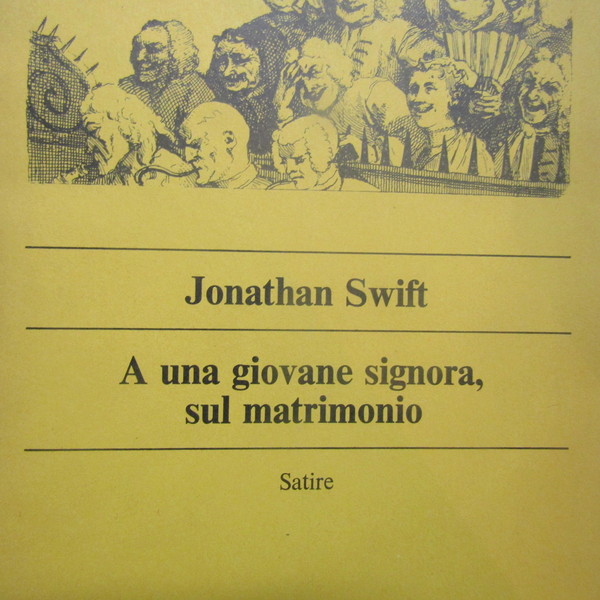 Jonathan Swift
A una giovane signora,
sul matrimonio
Satire